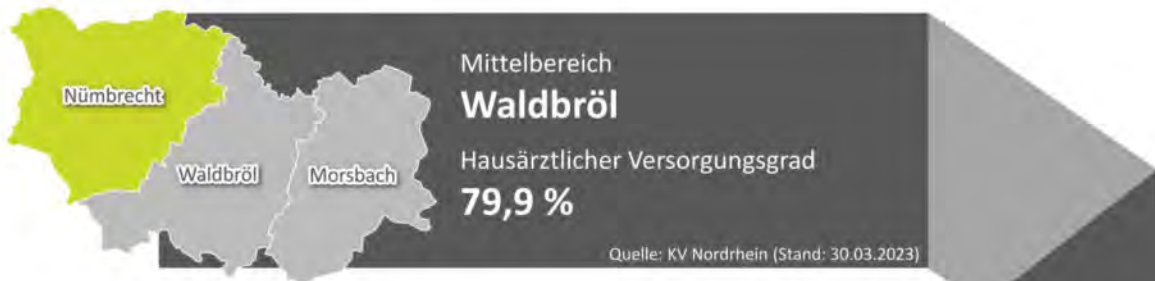 Nümbrecht
Waldbröl
Morsbach
Mittelbereich
Waldbröl
Hausärztlicher Versorgungsgrad
79,9 %
Quelle: KV Nordrhein (Stand: 30.03.2023)